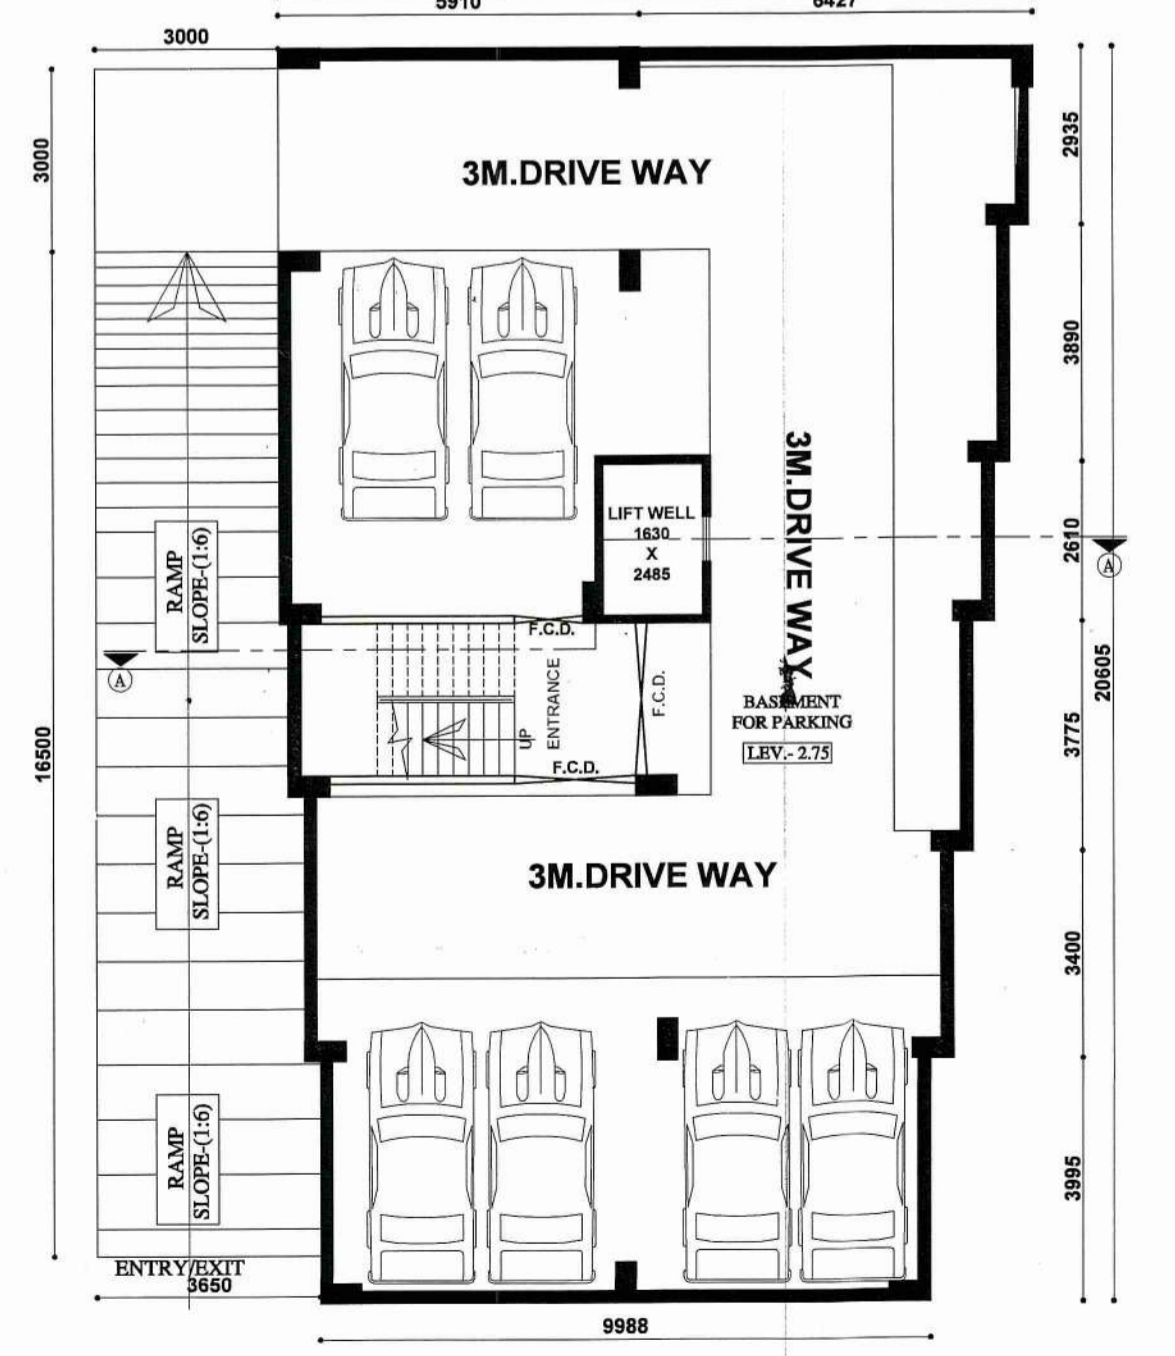 5910
6427
3000
3000
2935
3M.DRIVE WAY
3890
3M.DRIVE WAY
LIFT WELL
1630
X
2485
2610
A
RAMP
SLOPE-(1:6)
F.C.D.
A
ENTRANCE
UP
F.C.D.
BASEMENT
FOR PARKING
LEV.- 2.75
20605
3775
16500
F.C.D.
RAMP
SLOPE-(1:6)
3M.DRIVE WAY
3400
RAMP
SLOPE-(1:6)
3995
ENTRY/EXIT
3650
9988